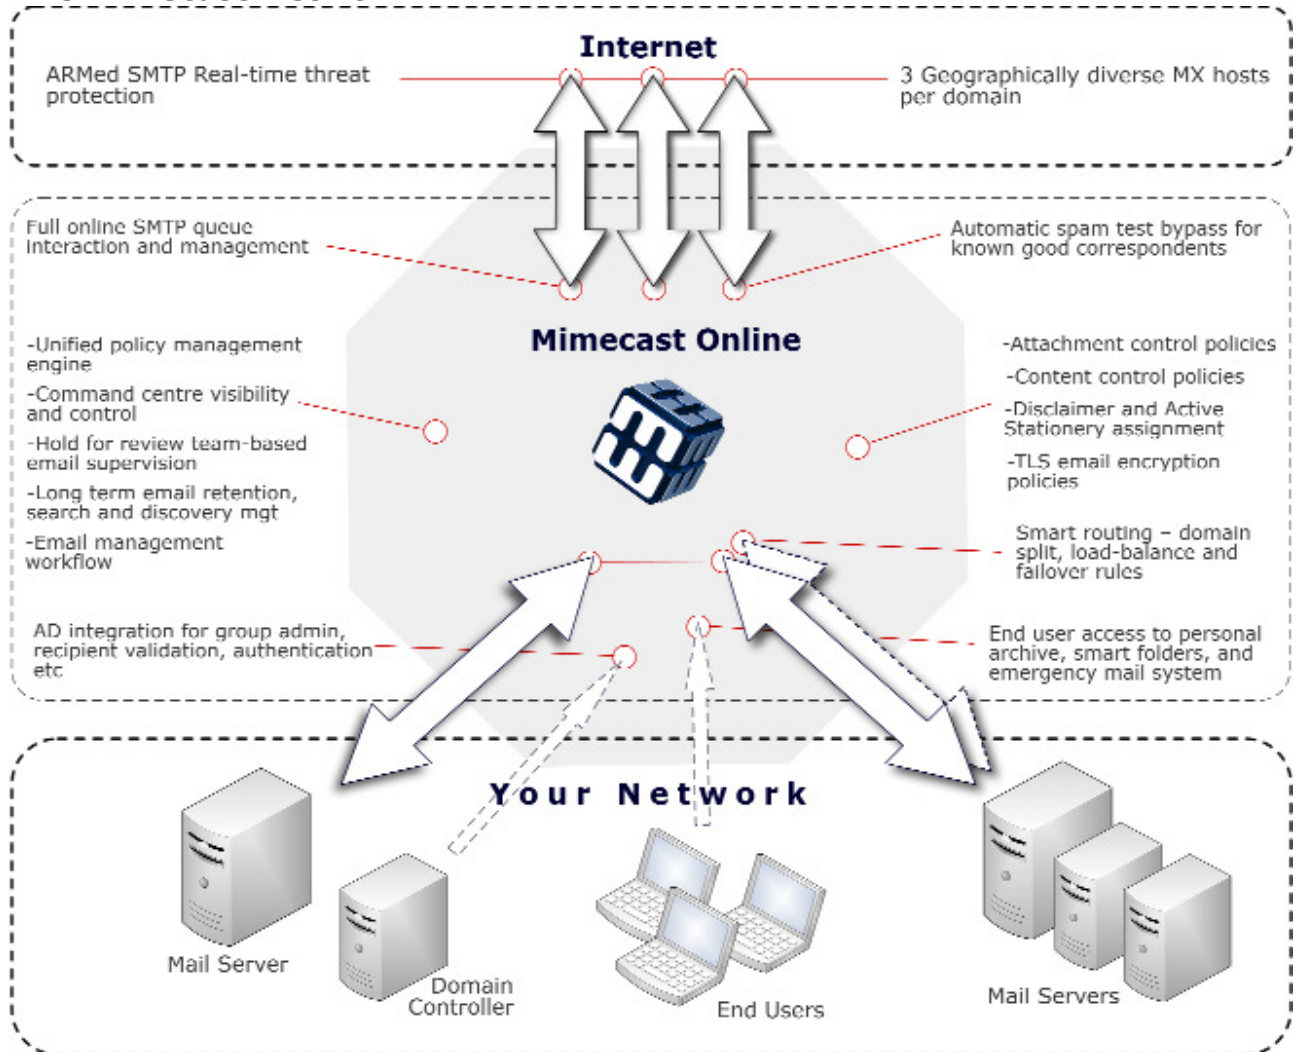 Internet
ARMed SMTP Real-time threat
protection
3 Geographically diverse MX hosts
per domain
Full online SMTP queue
interaction and management
Automatic spam test bypass for
known good correspondents
Mimecast Online
-Unified policy management
engine
-Command centre visibility
and control
-Hold for review team-based
email supervision
-Long term email retention,
search and discovery mgt
-Email management
workflow
-Attachment control policies
-Content control policies
-Disclaimer and Active
Stationery assignment
-TLS email encryption
policies
Smart routing – domain
split, load-balance and
failover rules
AD integration for group admin,
recipient validation, authentication
etc
End user access to personal
archive, smart folders, and
emergency mail system
Your Network
Mail Server
Domain
Controller
End Users
Mail Servers